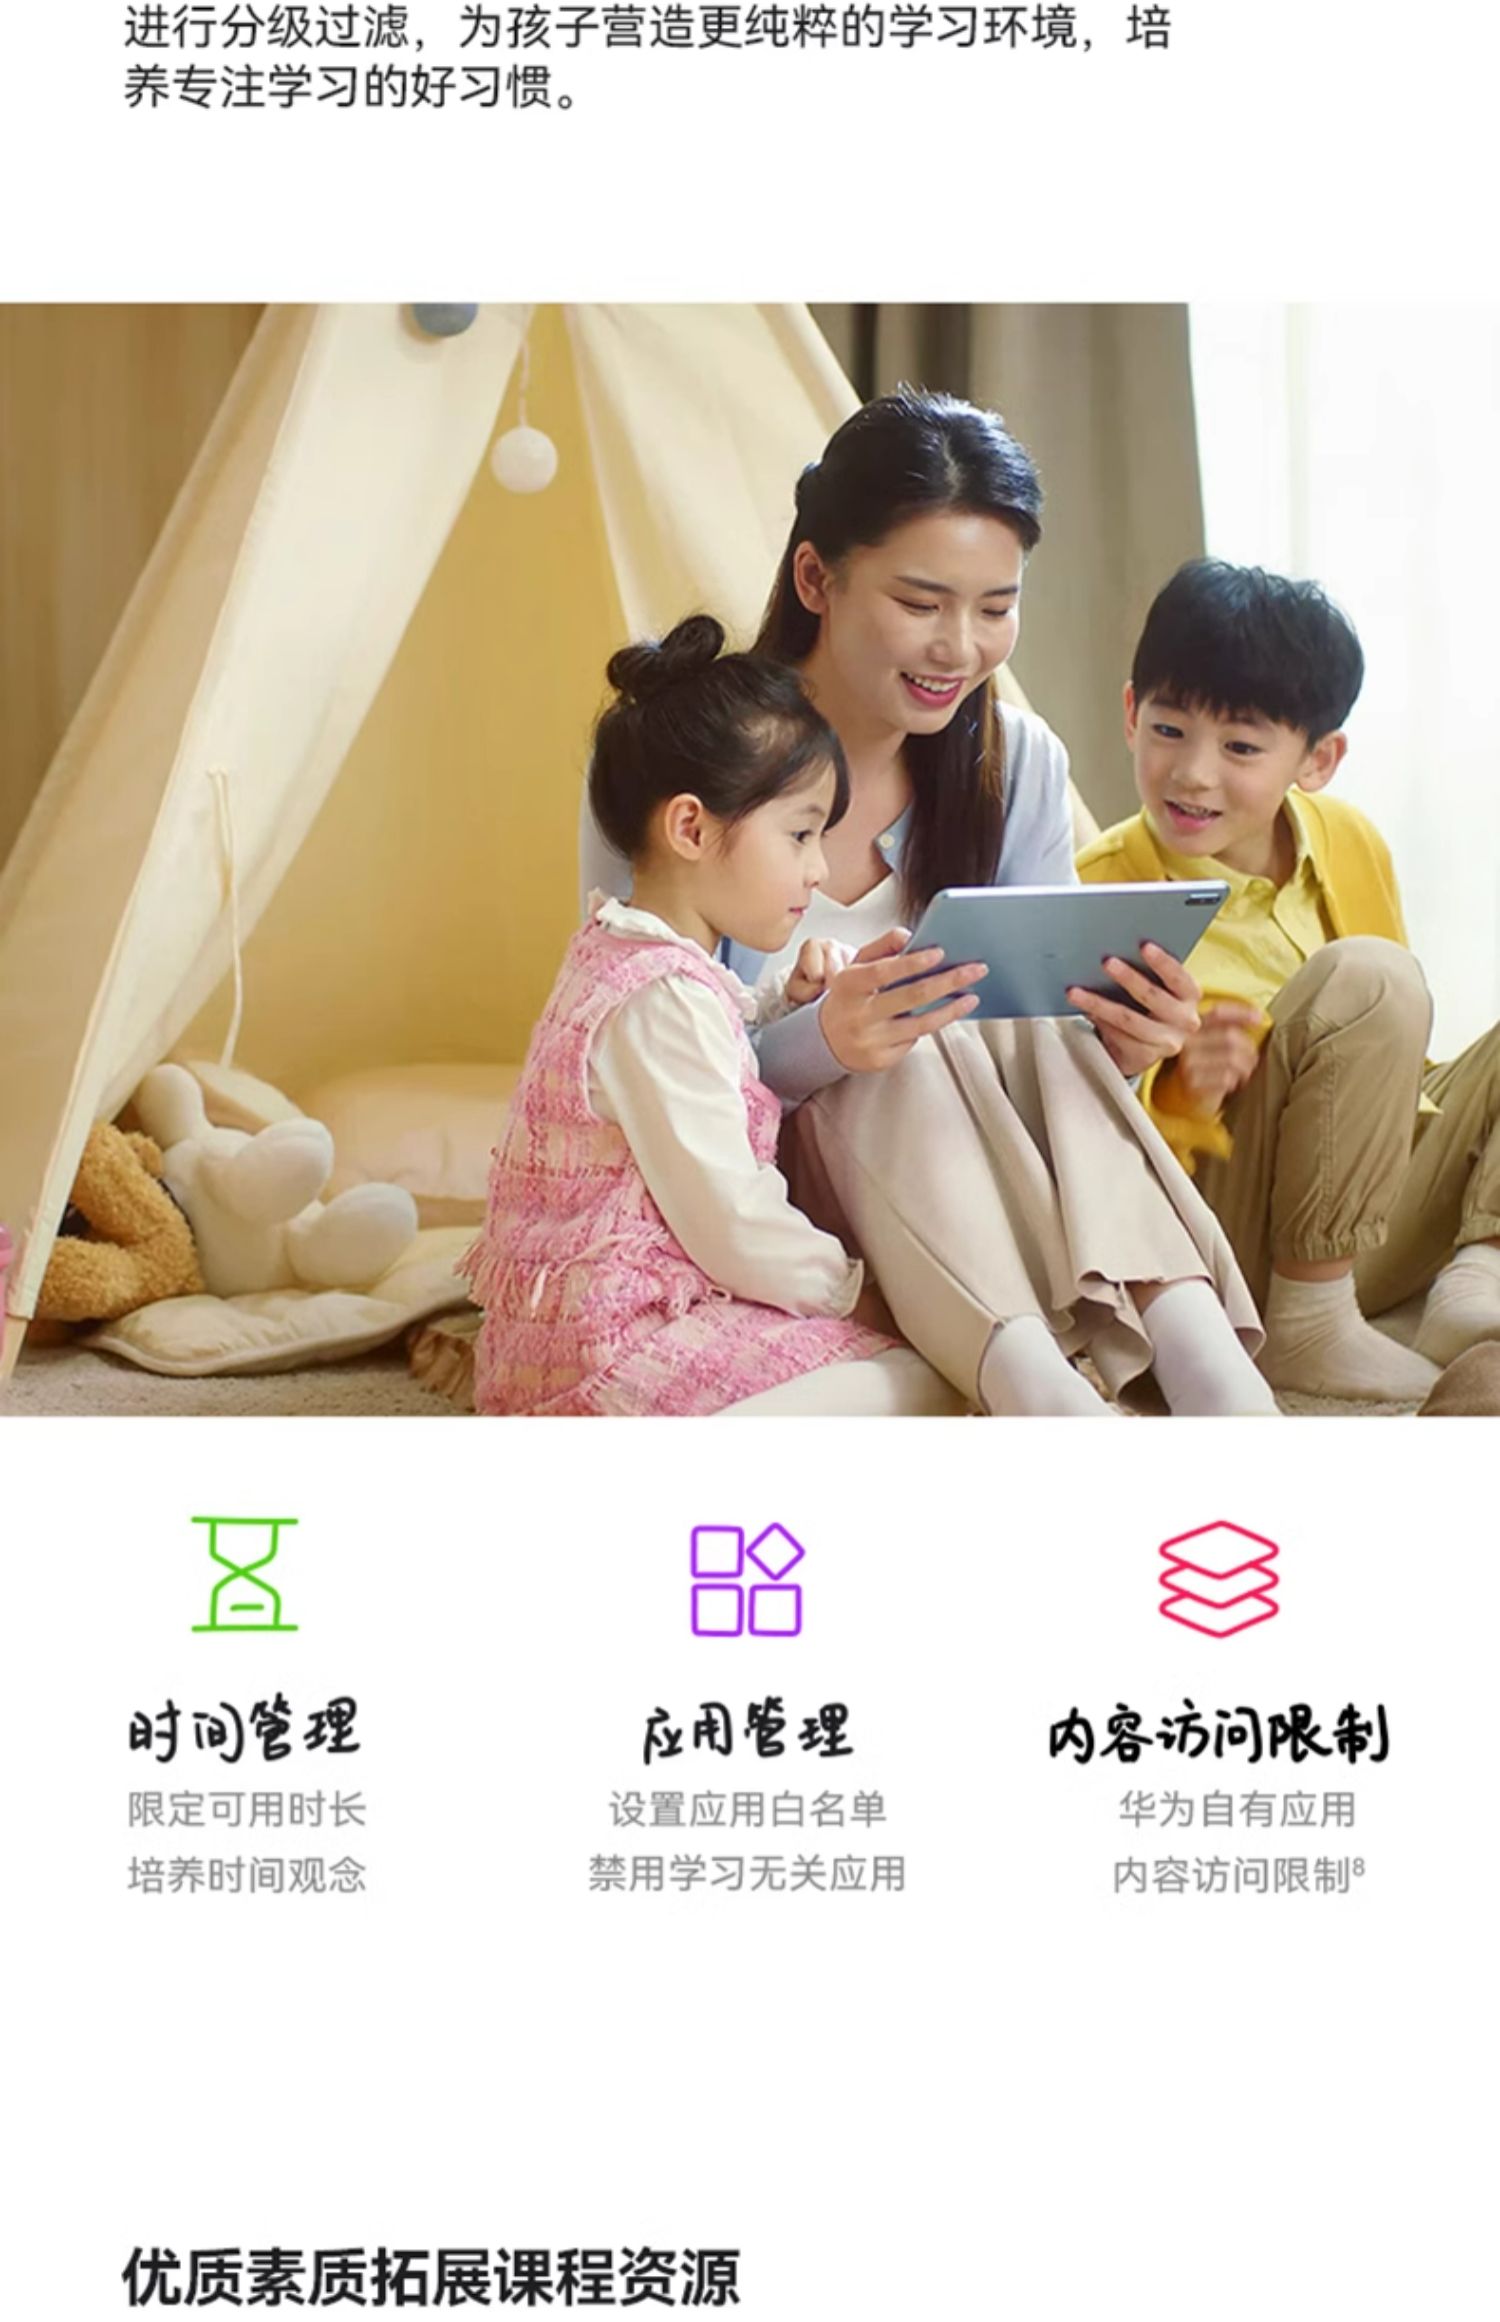 进行分级过滤，为孩子营造更纯粹的学习环境，培
养专注学习的好习惯。
时间管理
应用管理
内容访问限制
限定可用时长
设置应用白名单
华为自有应用
培养时间观念
禁用学习无关应用
内容访问限制8
优质素质拓展课程资源